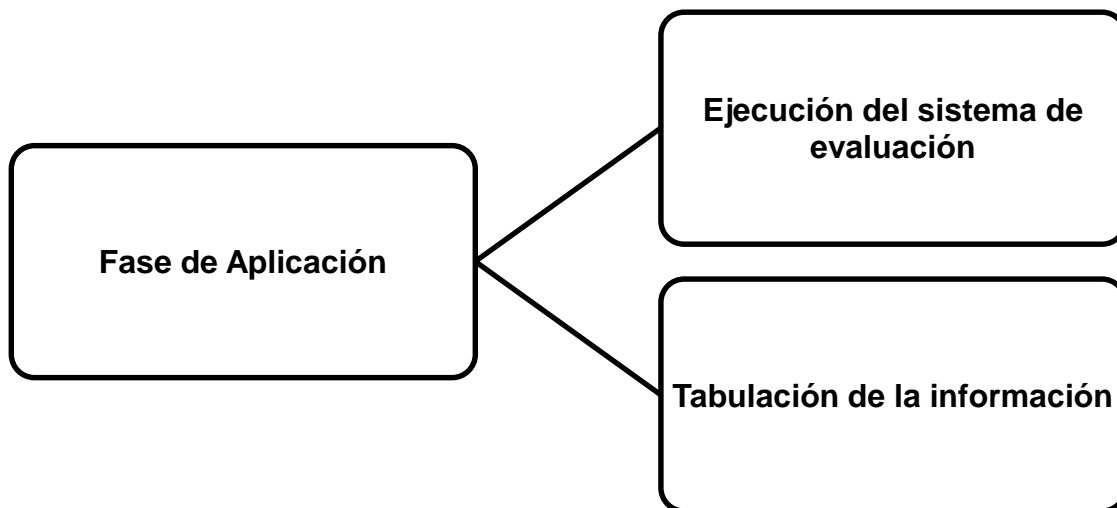 Fase de Aplicación
Ejecución del sistema de
evaluación
Tabulación de la información